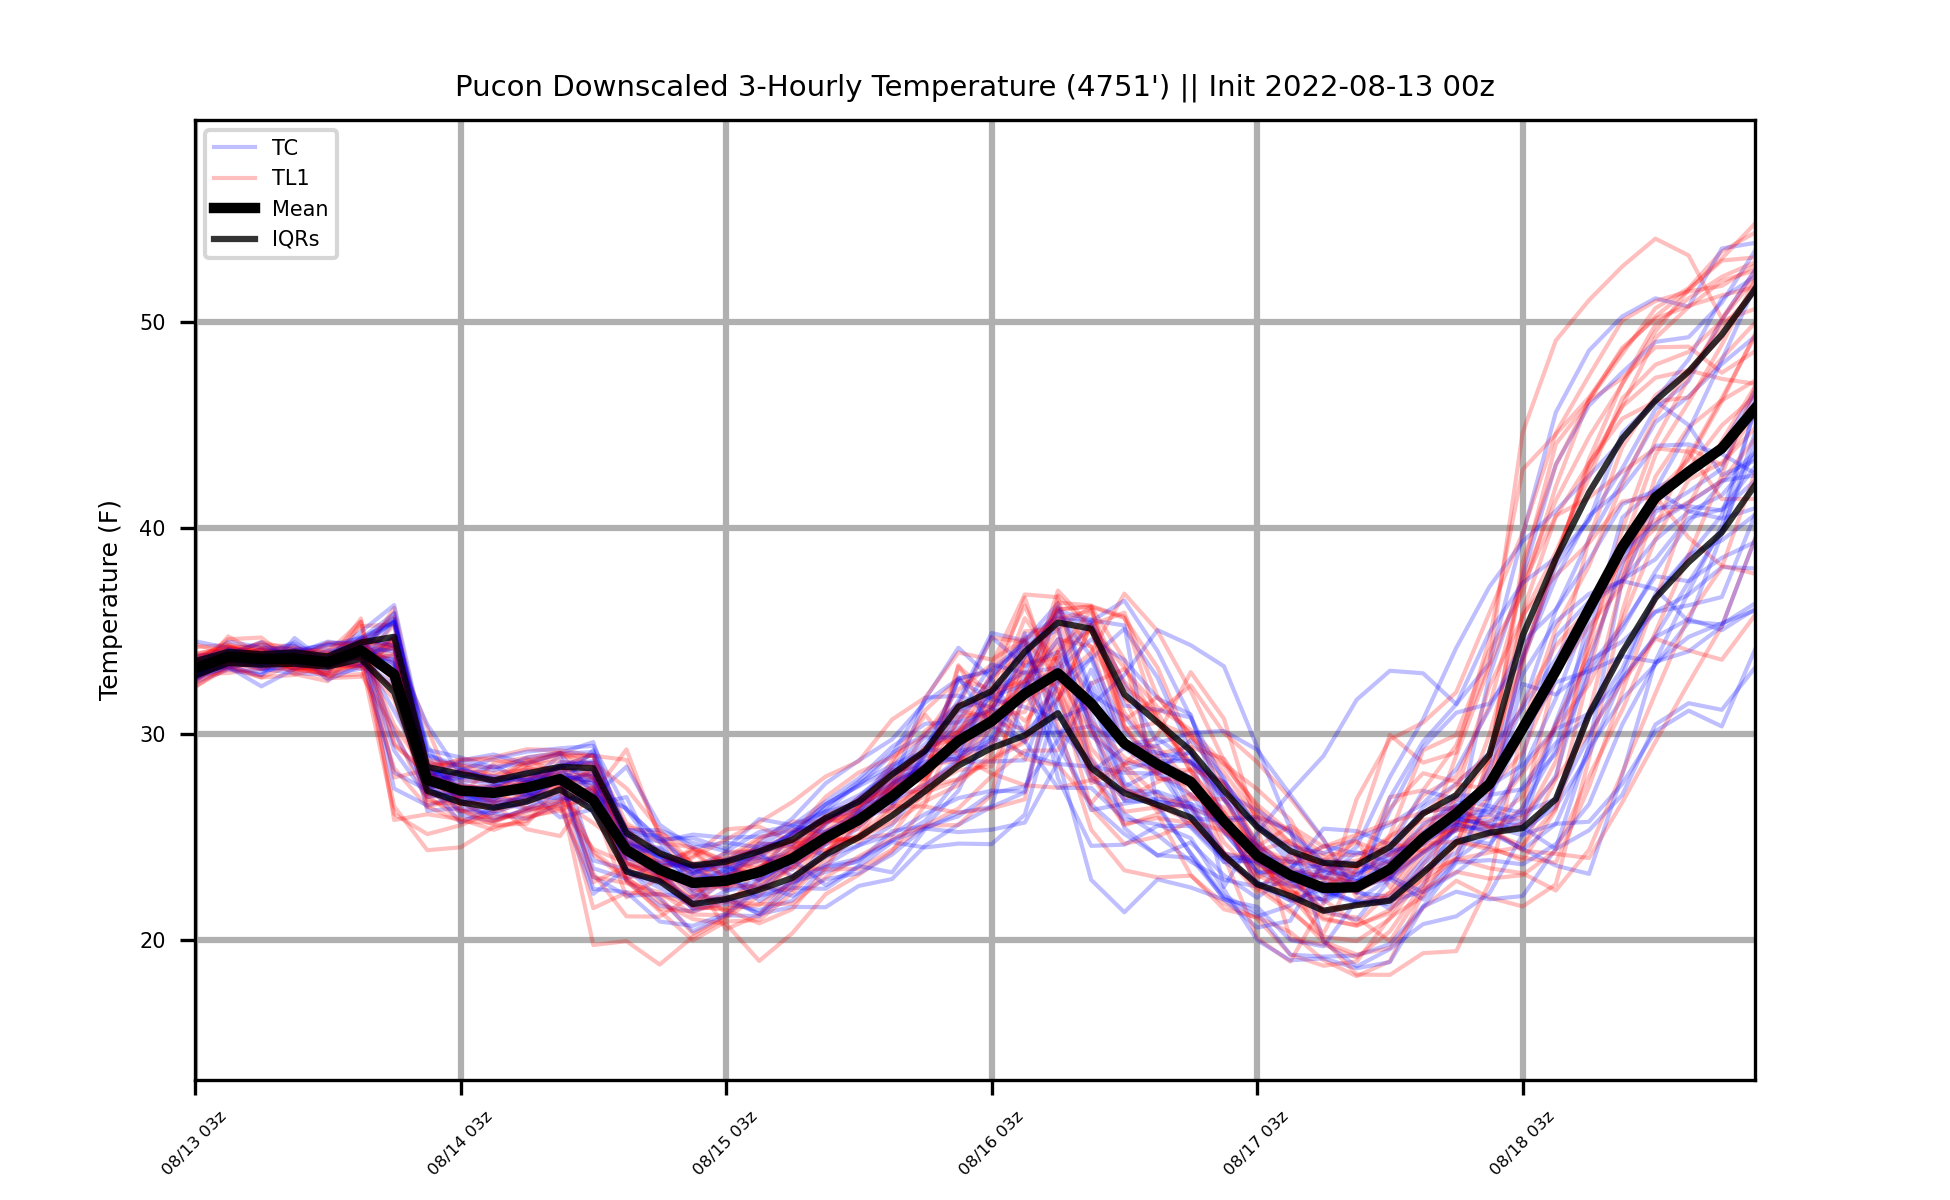 Pucon Downscaled 3-Hourly Temperature (4751') || Init 2022-08-13 00z
TC
TL1
Mean
IQRs
Temperature (F)
50
40
30
20
08/13 03z
08/14 03z
08/15 03z
08/16 03z
08/17 03z
08/18 03z